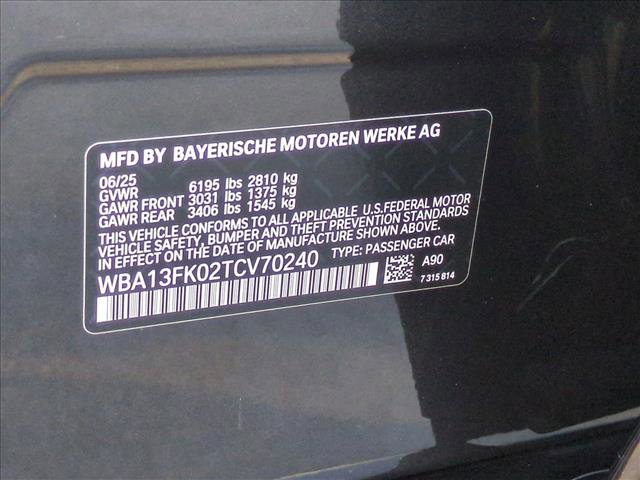 MFD BY BAYERISCHE MOTOREN WERKE AG
06/25
GVWR 6195 lbs 2810 kg
GAWR FRONT 3031 lbs 1375 kg
GAWR REAR 3406 lbs 1545 kg
THIS VEHICLE CONFORMS TO ALL APPLICABLE U.S.FEDERAL MOTOR
VEHICLE SAFETY, BUMPER AND THEFT PREVENTION STANDARDS
IN EFFECT ON THE DATE OF MANUFACTURE SHOWN ABOVE.
WBA13FK02TCV70240 TYPE: PASSENGER CAR
A90
7 315 814